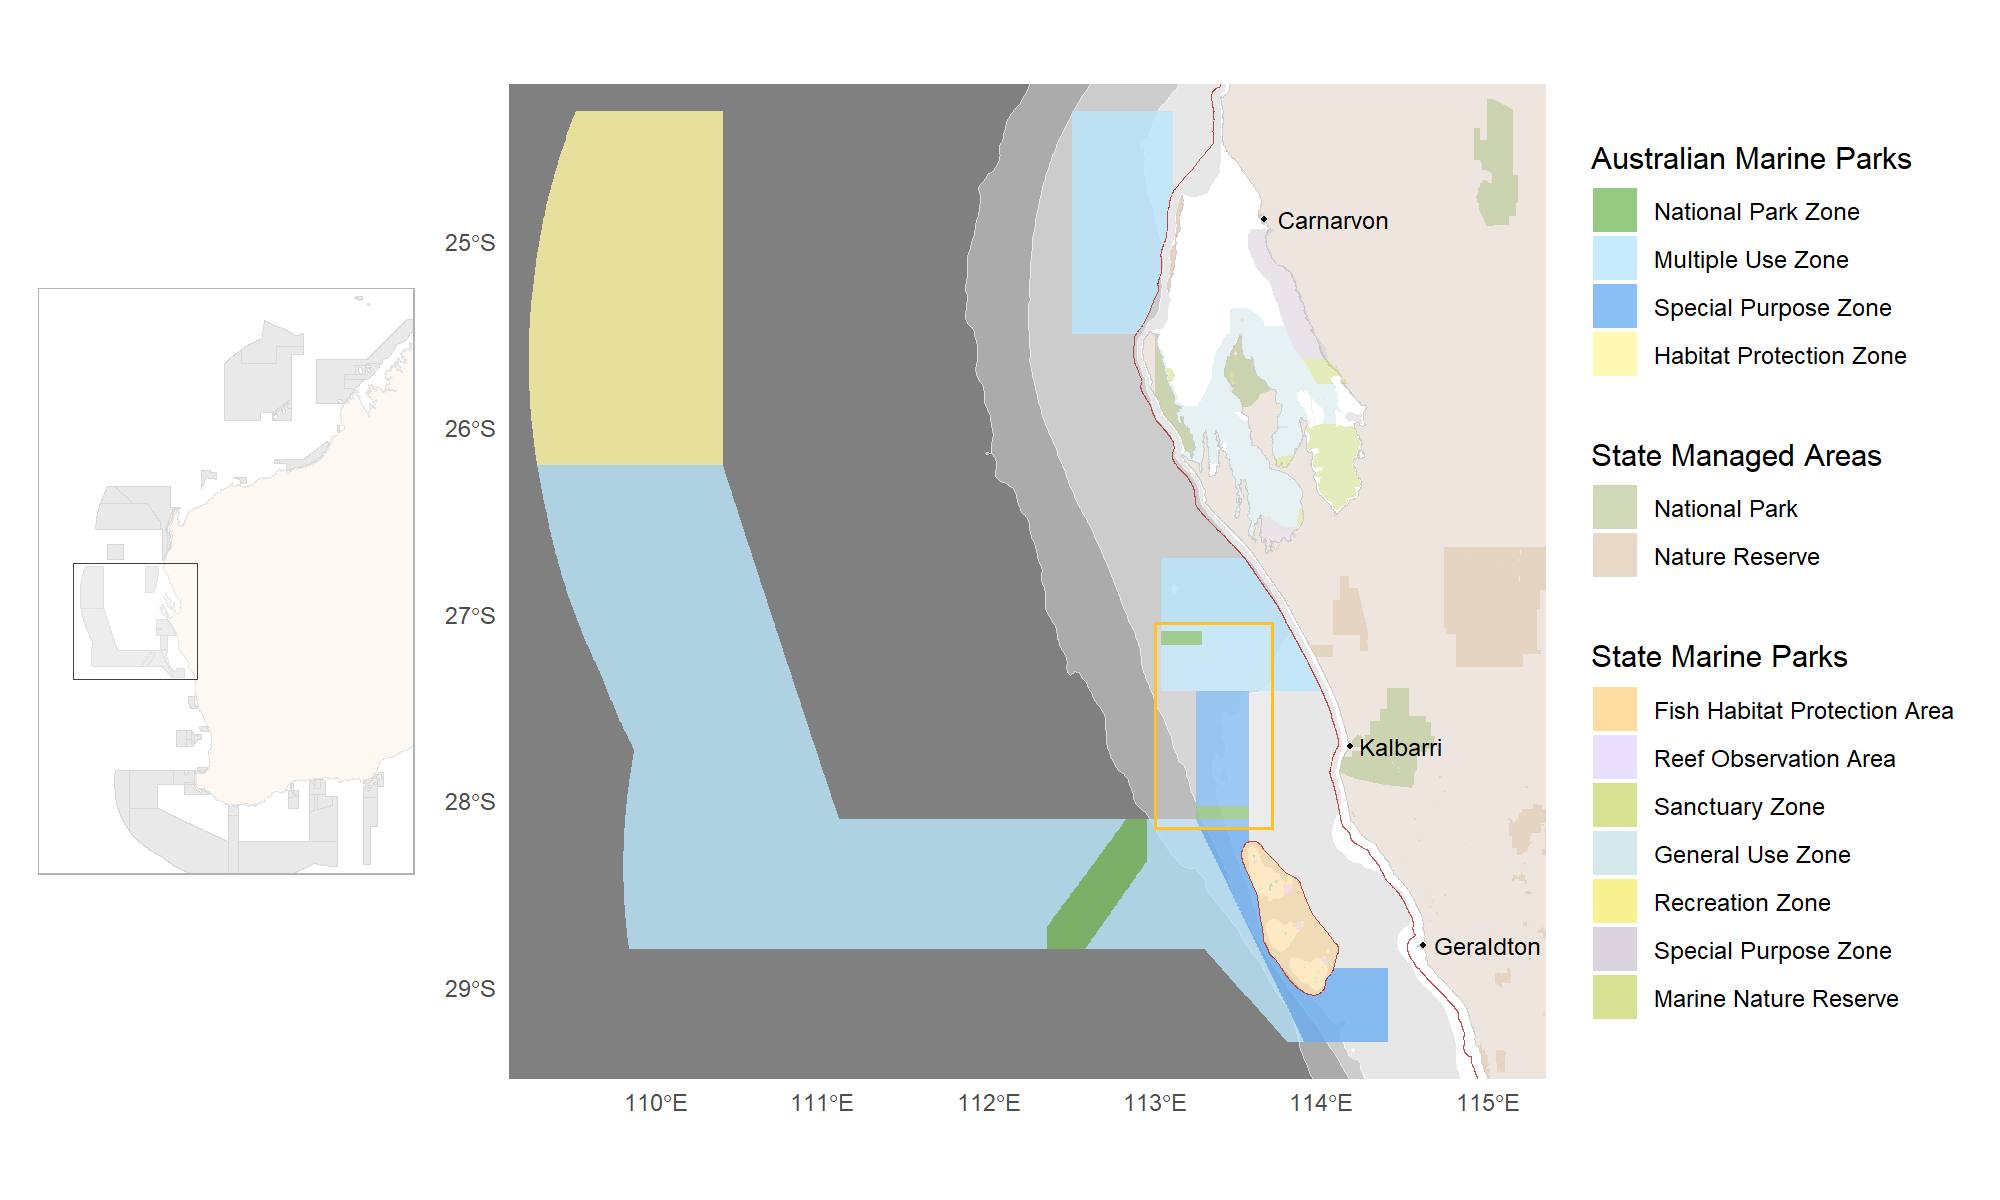 25°S
26°S
27°S
28°S
29°S
110°E
111°E
112°E
113°E
114°E
115°E
Carnarvon
Kalbarri
Geraldton
Australian Marine Parks
National Park Zone
Multiple Use Zone
Special Purpose Zone
Habitat Protection Zone
State Managed Areas
National Park
Nature Reserve
State Marine Parks
Fish Habitat Protection Area
Reef Observation Area
Sanctuary Zone
General Use Zone
Recreation Zone
Special Purpose Zone
Marine Nature Reserve